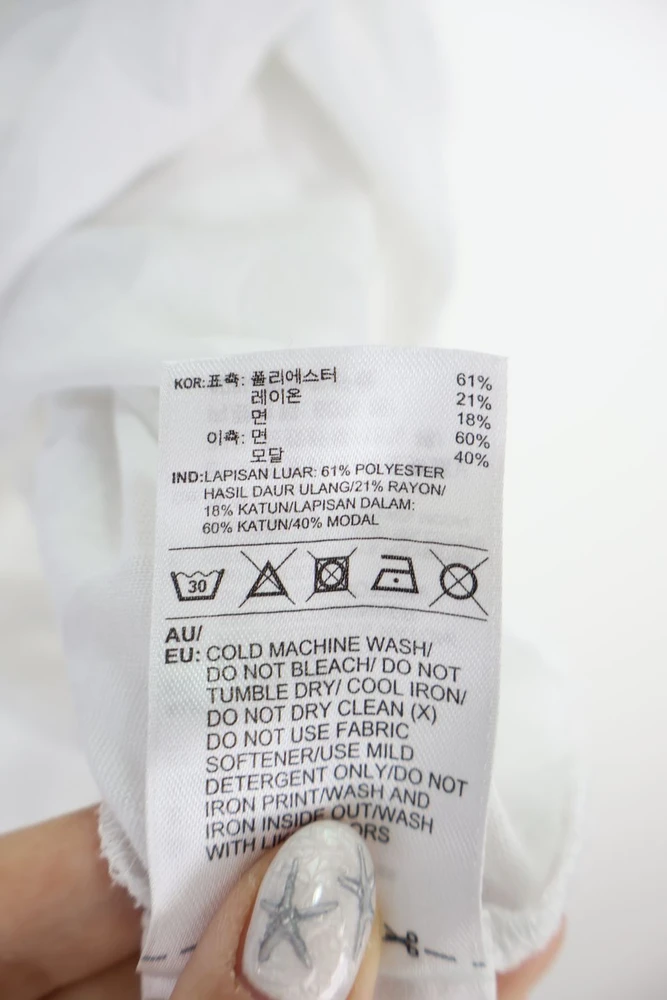 KOR:표측: 폴리에스터 61%
레이온 21%
면 18%
이측: 면 60%
모달 40%
IND:LAPISAN LUAR: 61% POLYESTER
HASIL DAUR ULANG/21% RAYON/
18% KATUN/LAPISAN DALAM:
60% KATUN/40% MODAL
30
AU/
EU: COLD MACHINE WASH/
DO NOT BLEACH/ DO NOT
TUMBLE DRY/ COOL IRON/
DO NOT DRY CLEAN (X)
DO NOT USE FABRIC
SOFTENER/USE MILD
DETERGENT ONLY/DO NOT
IRON PRINT/WASH AND
IRON INSIDE OUT/WASH
WITH